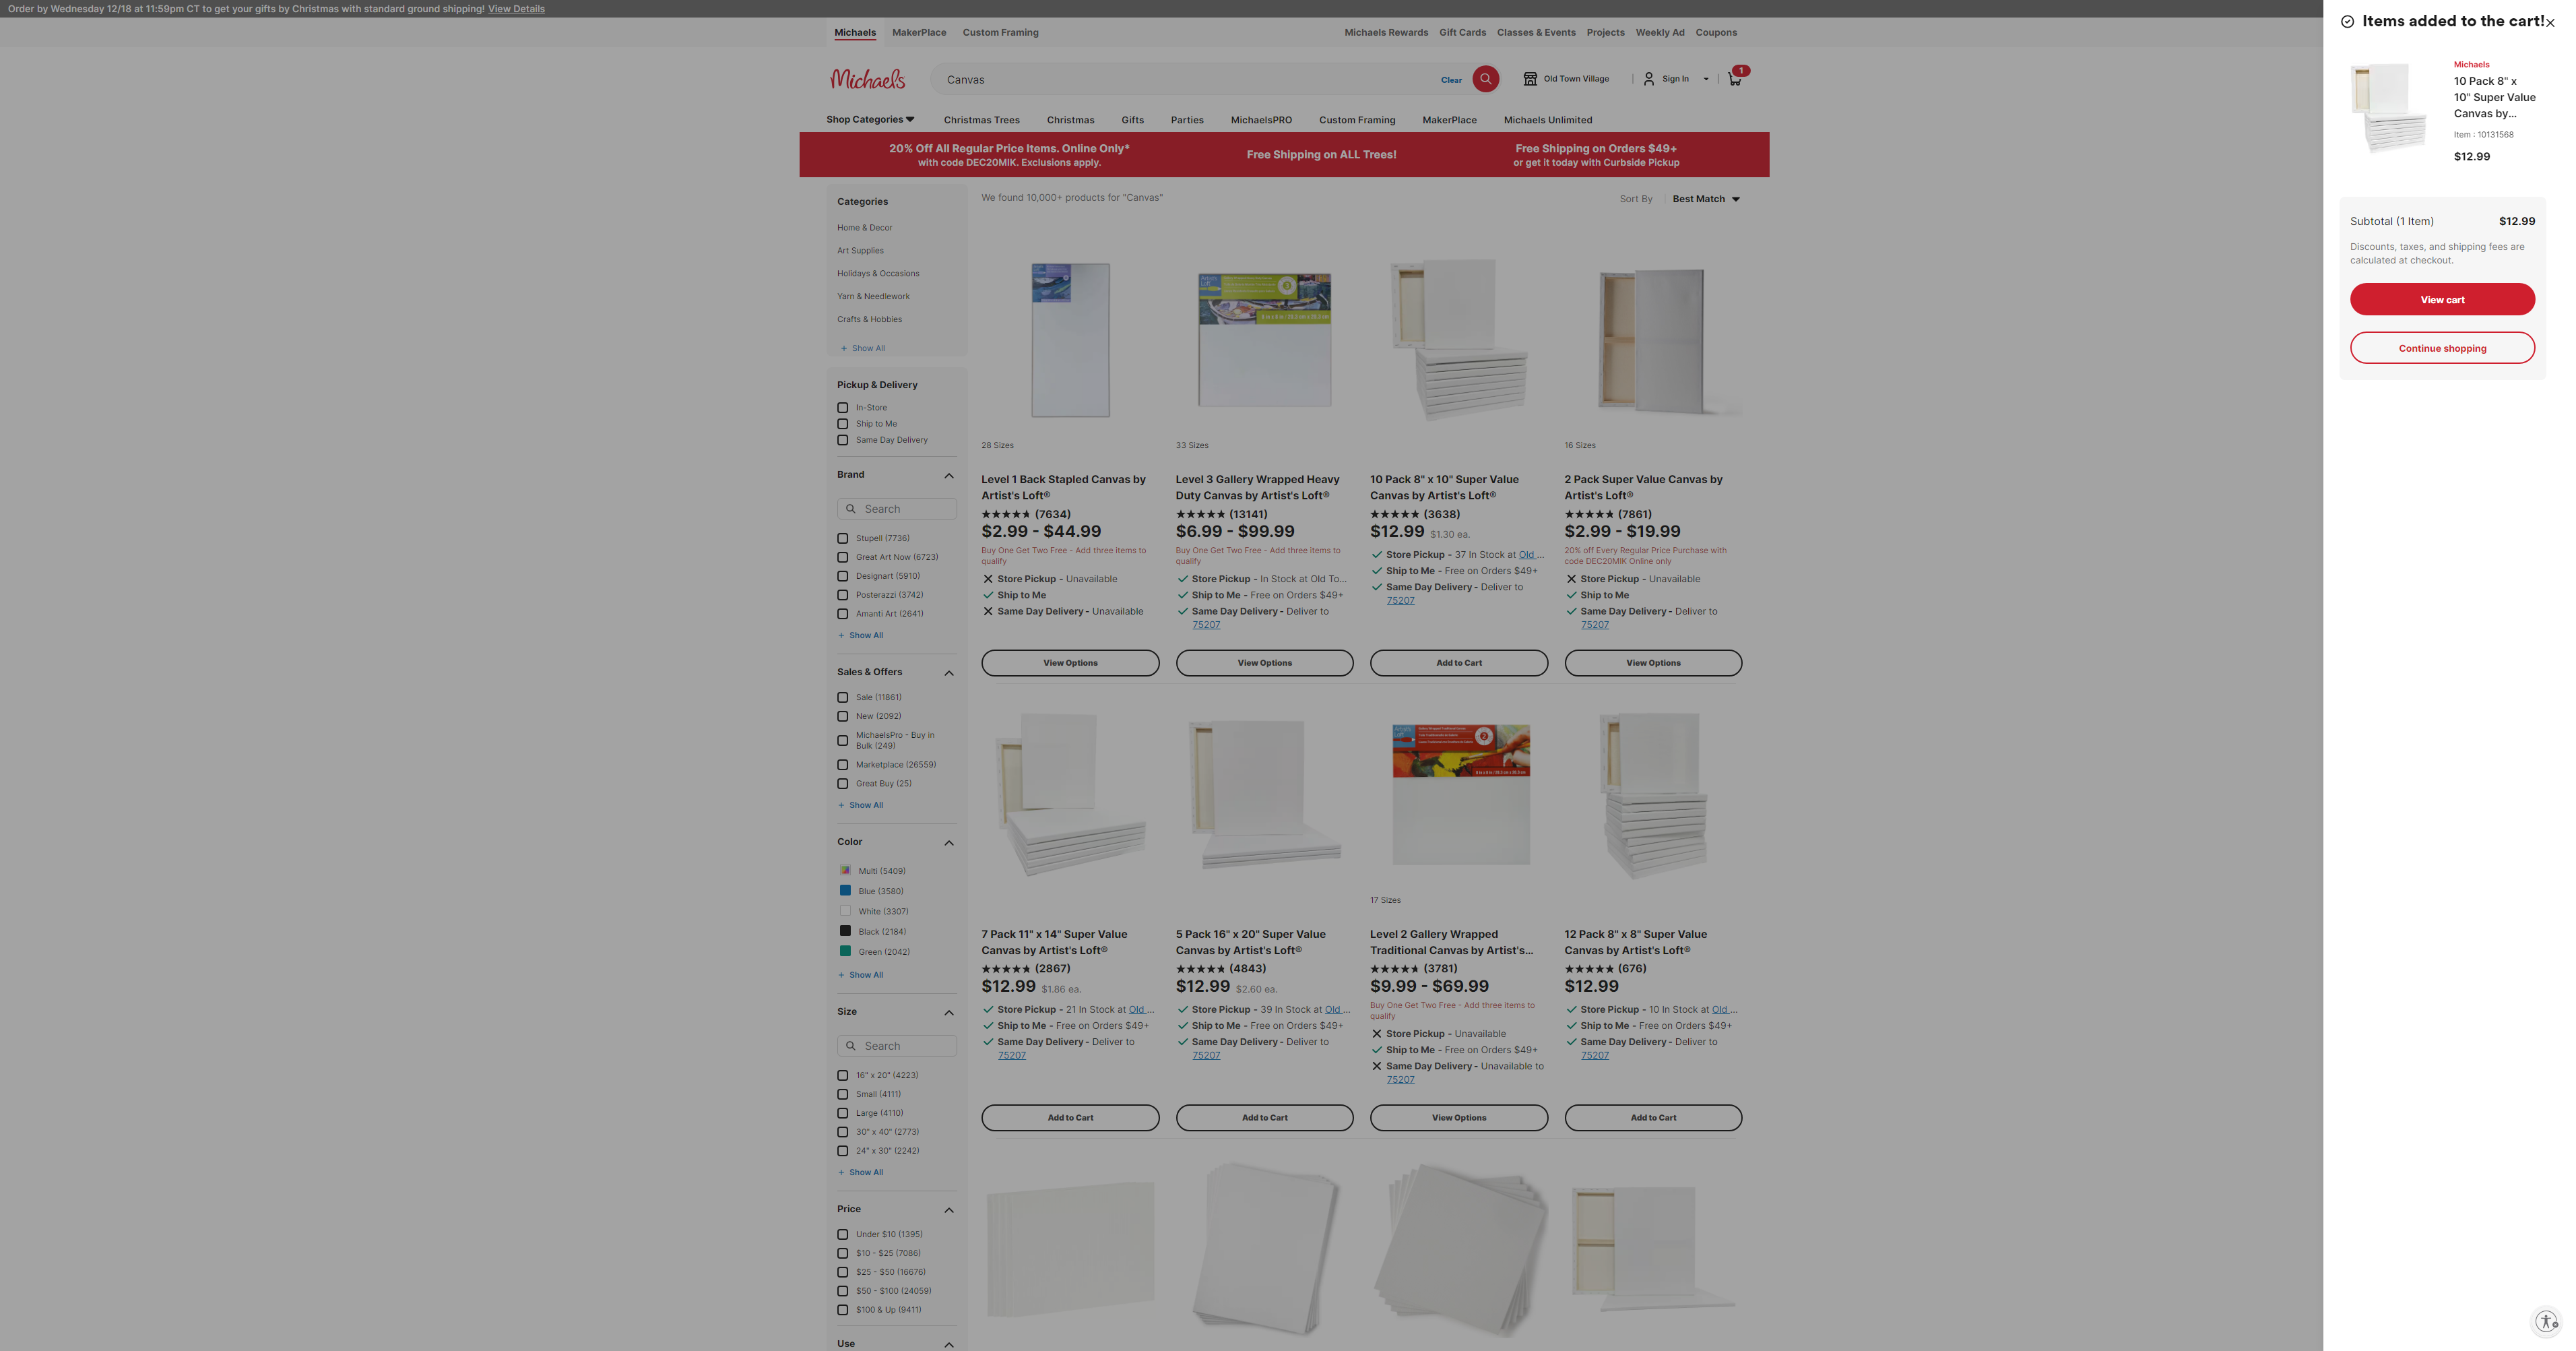 Order by Wednesday 12/18 at 11:59pm CT to get your gifts by Christmas with standard ground shipping! View Details
Michaels MakerPlace Custom Framing
Michaels Rewards Gift Cards Classes & Events Projects Weekly Ad Coupons
Michaels
Canvas
Clear
Old Town Village
Sign In
1
Shop Categories Christmas Trees Christmas Gifts Parties MichaelsPRO Custom Framing MakerPlace Michaels Unlimited
20% Off All Regular Price Items. Online Only*
with code DEC20MIK. Exclusions apply.
Free Shipping on ALL Trees!
Free Shipping on Orders $49+
or get it today with Curbside Pickup
Categories
Home & Decor
Art Supplies
Holidays & Occasions
Yarn & Needlework
Crafts & Hobbies
+ Show All
Pickup & Delivery
In-Store
Ship to Me
Same Day Delivery
Brand
Search
Stupell (7736)
Great Art Now (6723)
Designart (5910)
Posterazzi (3742)
Amanti Art (2641)
+ Show All
Sales & Offers
Sale (11861)
New (2092)
MichaelsPro - Buy in
Bulk (249)
Marketplace (26559)
Great Buy (25)
+ Show All
Color
Multi (5409)
Blue (3580)
White (3307)
Black (2184)
Green (2042)
+ Show All
Size
Search
16" x 20" (4223)
Small (4111)
Large (4110)
30" x 40" (2773)
24" x 30" (2242)
+ Show All
Price
Under $10 (1395)
$10 - $25 (7086)
$25 - $50 (16676)
$50 - $100 (24059)
$100 & Up (9411)
Use
We found 10,000+ products for "Canvas"
Sort By Best Match
28 Sizes
Level 1 Back Stapled Canvas by
Artist's Loft®
(7634)
$2.99 - $44.99
Buy One Get Two Free - Add three items to
qualify
Store Pickup - Unavailable
Ship to Me
Same Day Delivery - Unavailable
View Options
33 Sizes
Level 3 Gallery Wrapped Heavy
Duty Canvas by Artist's Loft®
(13141)
$6.99 - $99.99
Buy One Get Two Free - Add three items to
qualify
Store Pickup - In Stock at Old To...
Ship to Me - Free on Orders $49+
Same Day Delivery - Deliver to
75207
View Options
10 Pack 8" x 10" Super Value
Canvas by Artist's Loft®
(3638)
$12.99 $1.30 ea.
Store Pickup - 37 In Stock at Old ...
Ship to Me - Free on Orders $49+
Same Day Delivery - Deliver to
75207
Add to Cart
16 Sizes
2 Pack Super Value Canvas by
Artist's Loft®
(7861)
$2.99 - $19.99
20% off Every Regular Price Purchase with
code DEC20MIK Online only
Store Pickup - Unavailable
Ship to Me
Same Day Delivery - Deliver to
75207
View Options
7 Pack 11" x 14" Super Value
Canvas by Artist's Loft®
(2867)
$12.99 $1.86 ea.
Store Pickup - 21 In Stock at Old ...
Ship to Me - Free on Orders $49+
Same Day Delivery - Deliver to
75207
Add to Cart
5 Pack 16" x 20" Super Value
Canvas by Artist's Loft®
(4843)
$12.99 $2.60 ea.
Store Pickup - 39 In Stock at Old ...
Ship to Me - Free on Orders $49+
Same Day Delivery - Deliver to
75207
Add to Cart
17 Sizes
Level 2 Gallery Wrapped
Traditional Canvas by Artist's...
(3781)
$9.99 - $69.99
Buy One Get Two Free - Add three items to
qualify
Store Pickup - Unavailable
Ship to Me - Free on Orders $49+
Same Day Delivery - Unavailable to
75207
View Options
12 Pack 8" x 8" Super Value
Canvas by Artist's Loft®
(676)
$12.99
Store Pickup - 10 In Stock at Old ...
Ship to Me - Free on Orders $49+
Same Day Delivery - Deliver to
75207
Add to Cart
Items added to the cart!
Michaels
10 Pack 8" x
10" Super Value
Canvas by...
Item : 10131568
$12.99
Subtotal (1 Item) $12.99
Discounts, taxes, and shipping fees are
calculated at checkout.
View cart
Continue shopping